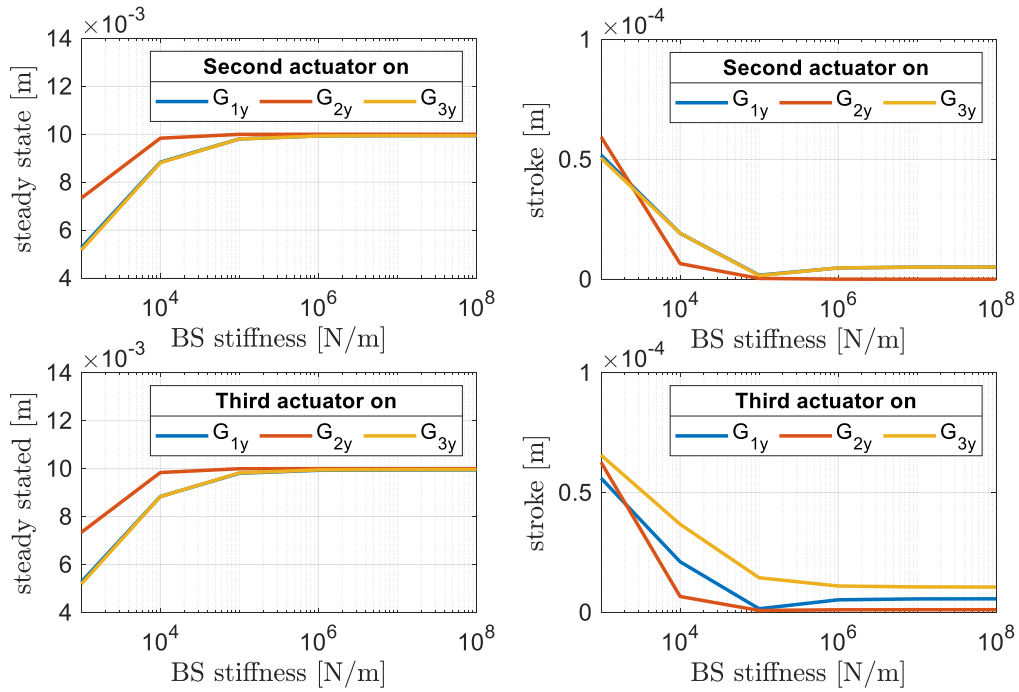 ×10⁻³
14
12
10
8
6
4
steady state [m]
Second actuator on
G₁y G₂y G₃y
10⁴ 10⁶ 10⁸
BS stiffness [N/m]
×10⁻⁴
1
0.5
0
stroke [m]
Second actuator on
G₁y G₂y G₃y
10⁴ 10⁶ 10⁸
BS stiffness [N/m]
×10⁻³
14
12
10
8
6
4
steady stated [m]
Third actuator on
G₁y G₂y G₃y
10⁴ 10⁶ 10⁸
BS stiffness [N/m]
×10⁻⁴
1
0.5
0
stroke [m]
Third actuator on
G₁y G₂y G₃y
10⁴ 10⁶ 10⁸
BS stiffness [N/m]